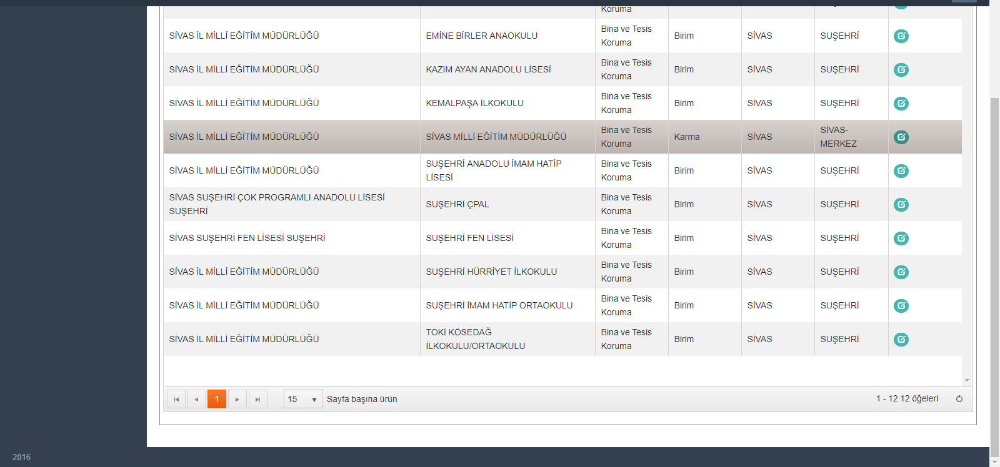 Koruma
SİVAS İL MİLLİ EĞİTİM MÜDÜRLÜĞÜ EMİNE BİRLER ANAOKULU Bina ve Tesis Koruma Birim SİVAS SUŞEHRİ
SİVAS İL MİLLİ EĞİTİM MÜDÜRLÜĞÜ KAZIM AYAN ANADOLU LİSESİ Bina ve Tesis Koruma Birim SİVAS SUŞEHRİ
SİVAS İL MİLLİ EĞİTİM MÜDÜRLÜĞÜ KEMALPAŞA İLKOKULU Bina ve Tesis Koruma Birim SİVAS SUŞEHRİ
SİVAS İL MİLLİ EĞİTİM MÜDÜRLÜĞÜ SİVAS MİLLİ EĞİTİM MÜDÜRLÜĞÜ Bina ve Tesis Koruma Karma SİVAS SİVAS-MERKEZ
SİVAS İL MİLLİ EĞİTİM MÜDÜRLÜĞÜ SUŞEHRİ ANADOLU İMAM HATİP LİSESİ Bina ve Tesis Koruma Birim SİVAS SUŞEHRİ
SİVAS SUŞEHRİ ÇOK PROGRAMLI ANADOLU LİSESİ SUŞEHRİ SUŞEHRİ ÇPAL Bina ve Tesis Koruma Birim SİVAS SUŞEHRİ
SİVAS SUŞEHRİ FEN LİSESİ SUŞEHRİ SUŞEHRİ FEN LİSESİ Bina ve Tesis Koruma Birim SİVAS SUŞEHRİ
SİVAS İL MİLLİ EĞİTİM MÜDÜRLÜĞÜ SUŞEHRİ HÜRRİYET İLKOKULU Bina ve Tesis Koruma Birim SİVAS SUŞEHRİ
SİVAS İL MİLLİ EĞİTİM MÜDÜRLÜĞÜ SUŞEHRİ İMAM HATİP ORTAOKULU Bina ve Tesis Koruma Birim SİVAS SUŞEHRİ
SİVAS İL MİLLİ EĞİTİM MÜDÜRLÜĞÜ TOKİ KÖSEDAĞ İLKOKULU/ORTAOKULU Bina ve Tesis Koruma Birim SİVAS SUŞEHRİ
1 15 Sayfa başına ürün 1 - 12 12 öğeleri
2016